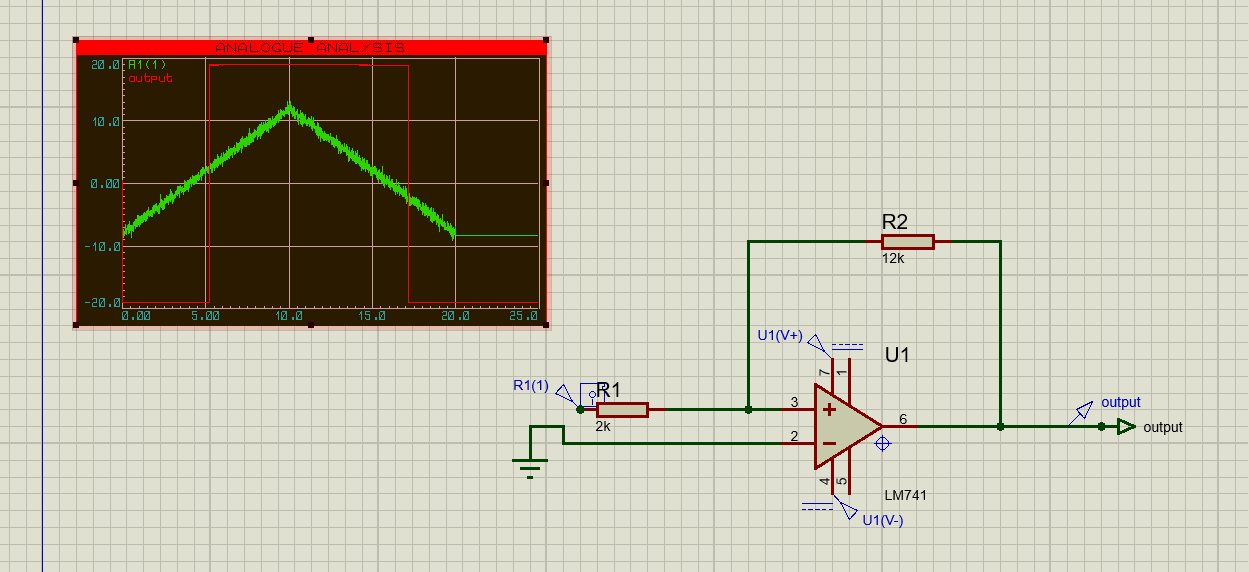 ANALOGUE ANALYSIS
20.0
R1(1)
output
10.0
0.00
-10.0
-20.0
0.00 5.00 10.0 15.0 20.0 25.0
R2
12k
U1(V+)
U1
7
1
R1(1)
R1
2k
3
2
6
output
output
4
5
LM741
U1(V-)